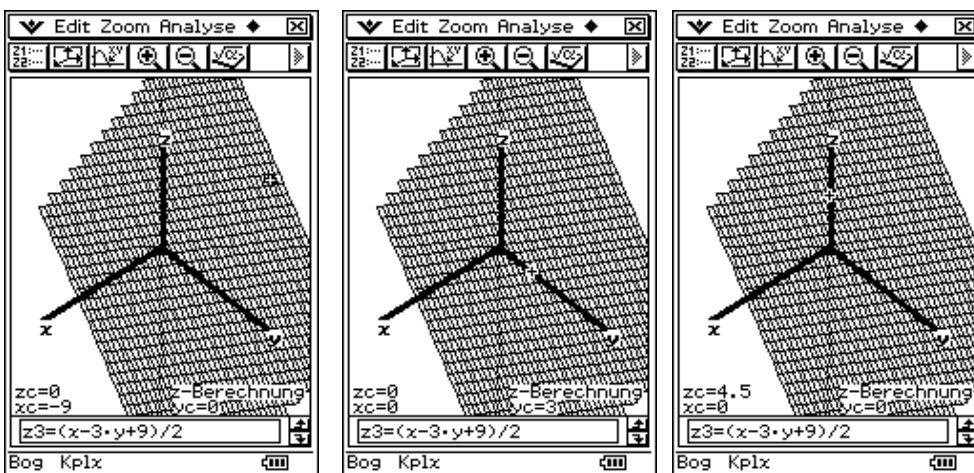 Edit Zoom Analyse
z
x
y
zc=0 z-Berechnung
xc=-9 yc=0
z3=(x-3·y+9)/2
Bog Kplx
Edit Zoom Analyse
z
x
y
zc=0 z-Berechnung
xc=0 yc=3
z3=(x-3·y+9)/2
Bog Kplx
Edit Zoom Analyse
z
x
y
zc=4.5 z-Berechnung
xc=0 yc=0
z3=(x-3·y+9)/2
Bog Kplx